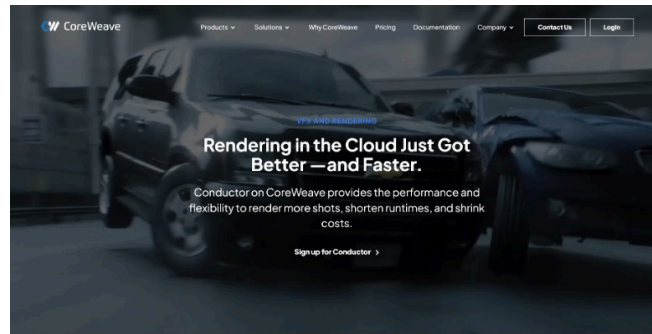 CoreWeave
Products Solutions Why CoreWeave Pricing Documentation Company Contact Us Login
VFX AND RENDERING
Rendering in the Cloud Just Got
Better —and Faster.
Conductor on CoreWeave provides the performance and
flexibility to render more shots, shorten runtimes, and shrink
costs.
Sign up for Conductor